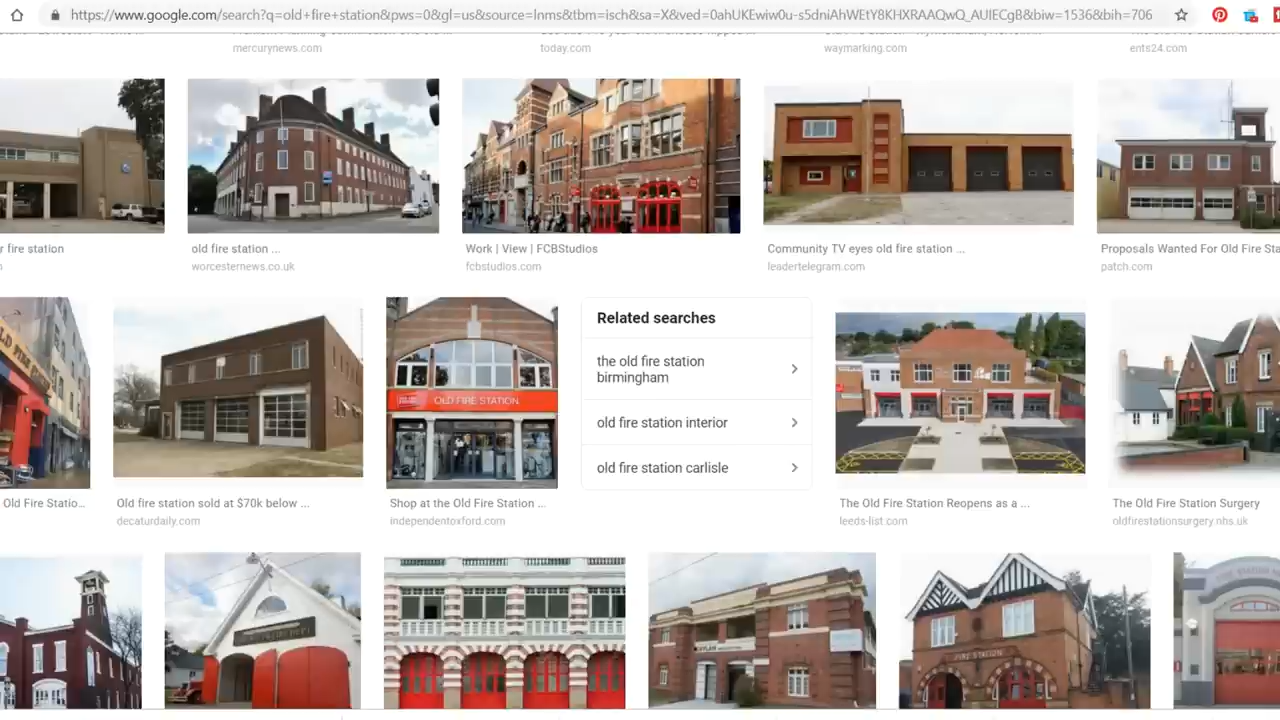 https://www.google.com/search?q=old+fire+station&pws=0&gl=us&source=lnms&tbm=isch&sa=X&ved=0ahUKEwiw0u-s5dniAhWEtY8KHXRAAQwQ_AUIECgB&biw=1536&bih=706
mercurynews.com
today.com
waymarking.com
ents24.com
r fire station
old fire station ...
Work | View | FCBStudios
Community TV eyes old fire station ...
Proposals Wanted For Old Fire Sta
worcesternews.co.uk
fcbstudios.com
leadertelegram.com
patch.com
OLD FIRE STATION
Related searches
the old fire station
birmingham
old fire station interior
old fire station carlisle
Old Fire Statio...
Old fire station sold at $70k below ...
Shop at the Old Fire Station ...
The Old Fire Station Reopens as a ...
The Old Fire Station Surgery
decaturdaily.com
independentoxford.com
leeds-list.com
oldfirestationsurgery.nhs.uk
FIRE STATION